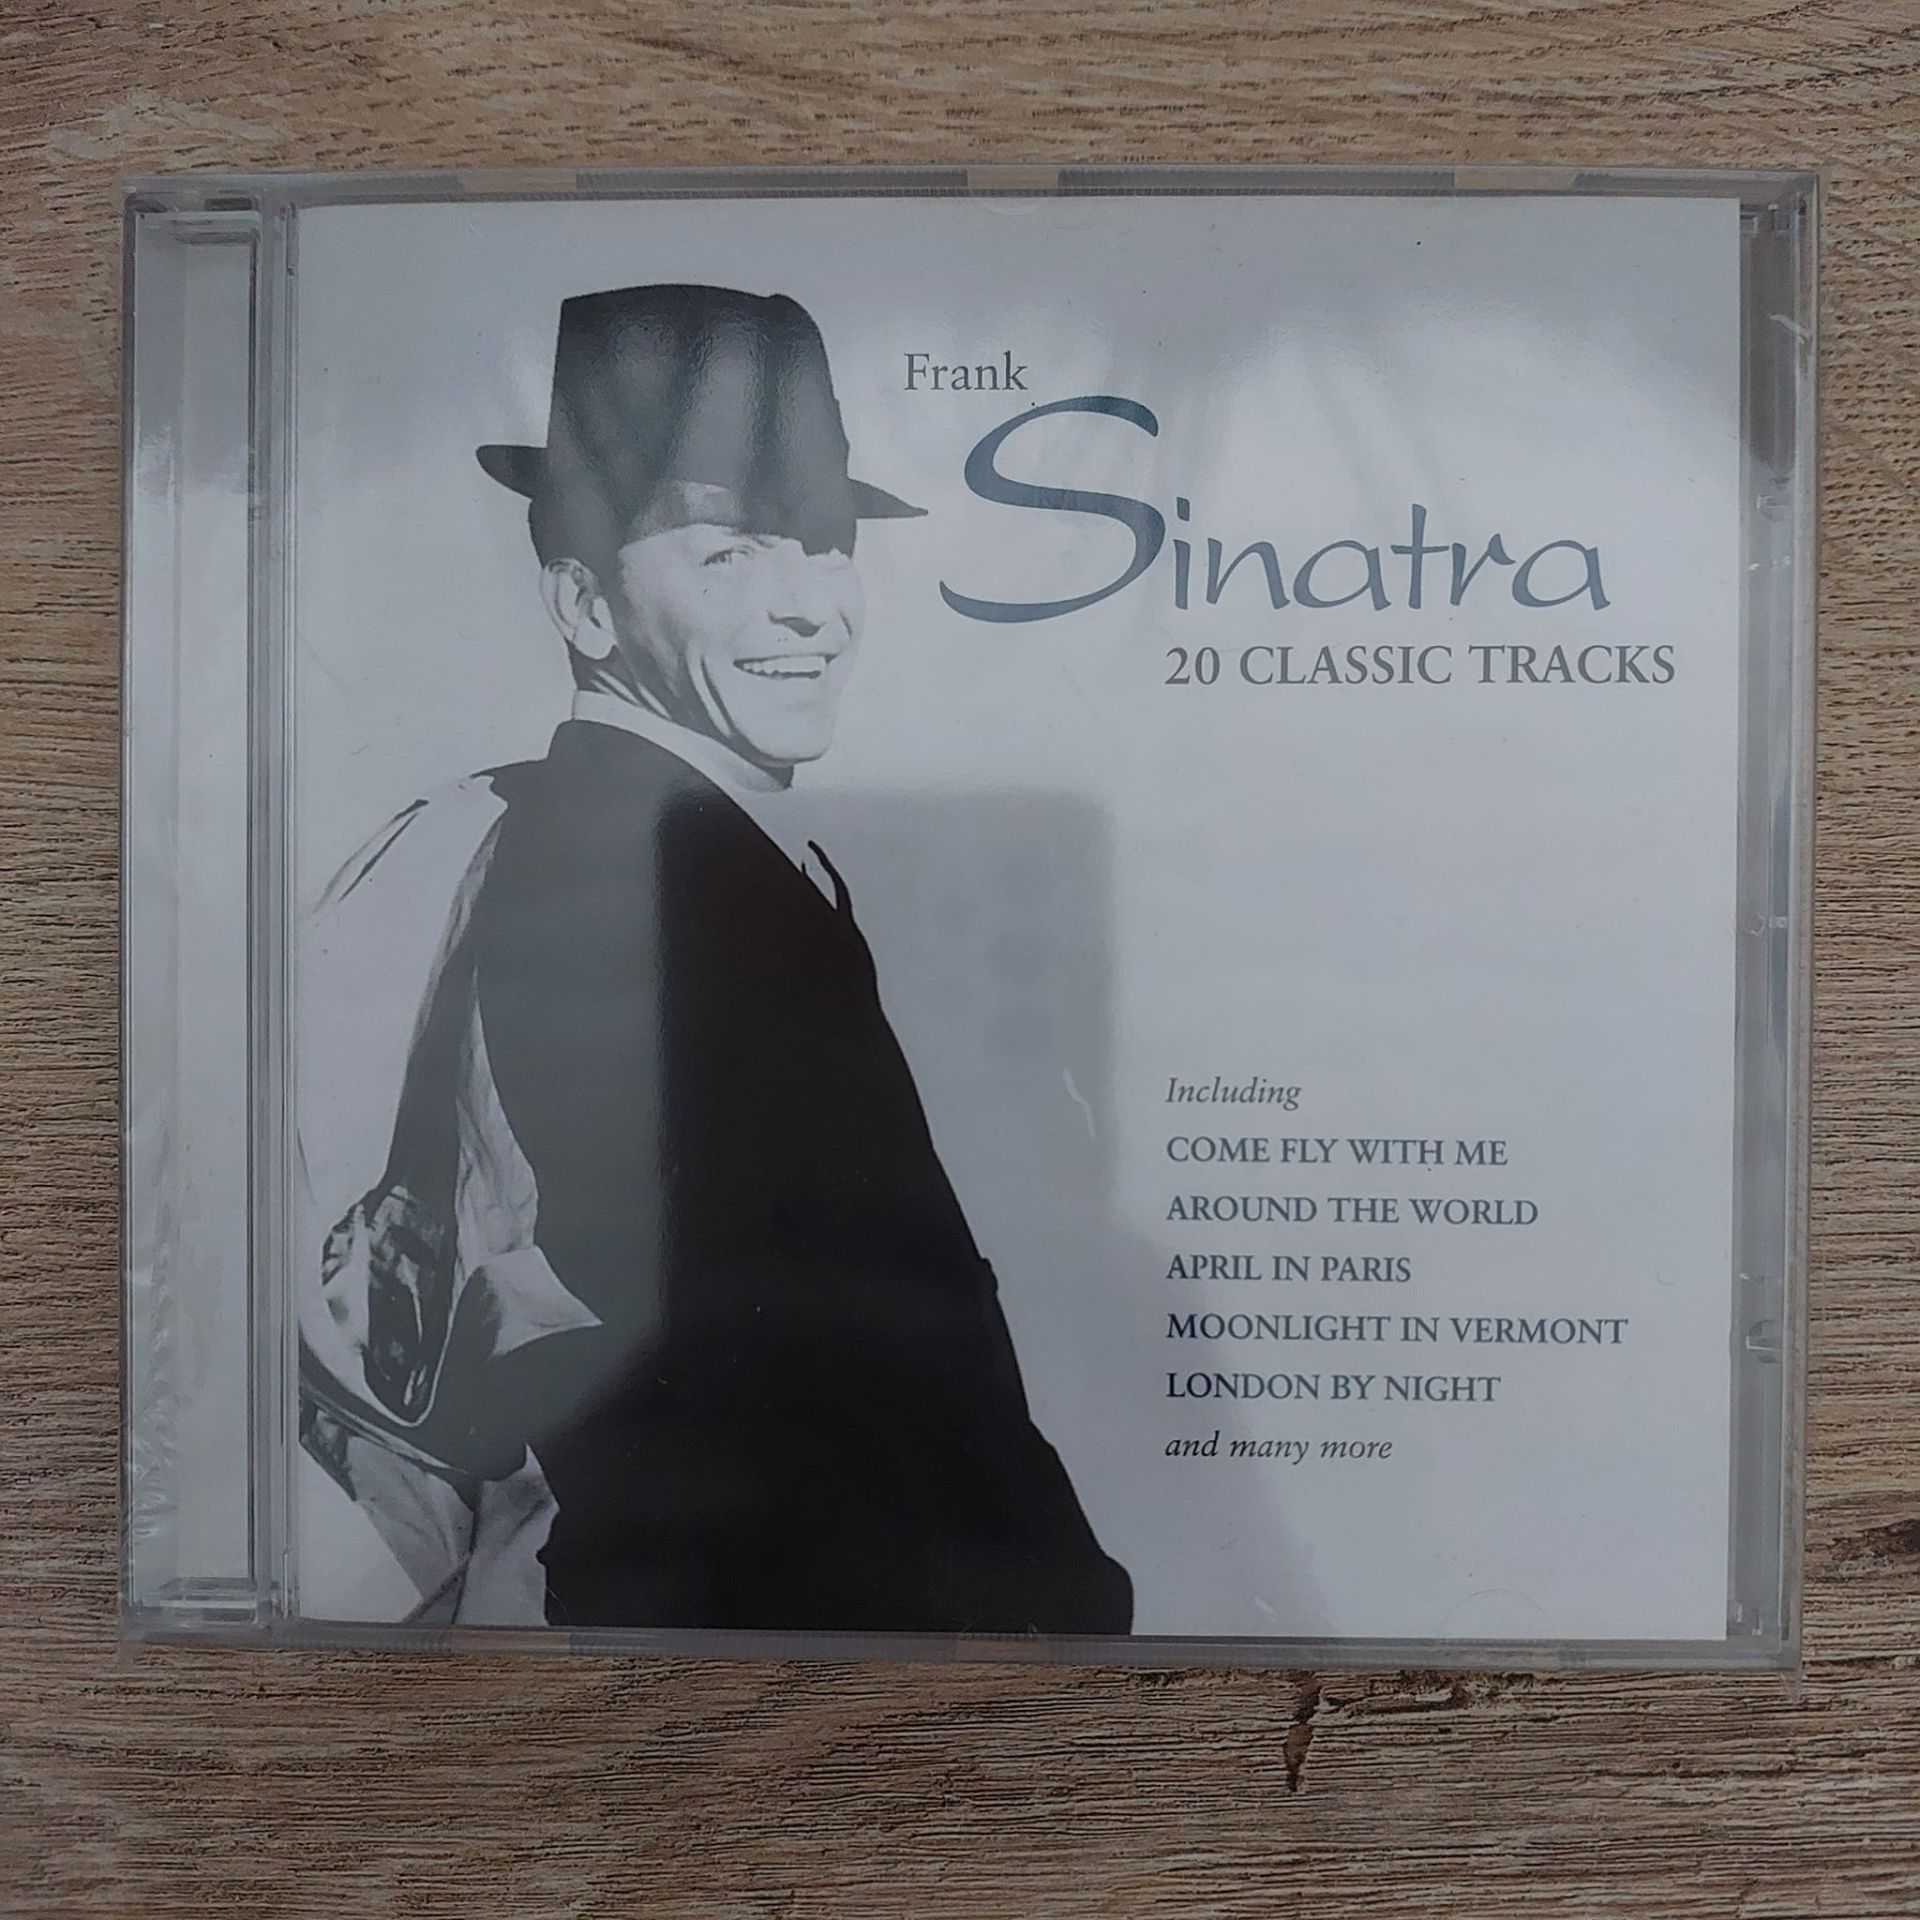 Frank
Sinatra
20 CLASSIC TRACKS
Including
COME FLY WITH ME
AROUND THE WORLD
APRIL IN PARIS
MOONLIGHT IN VERMONT
LONDON BY NIGHT
and many more